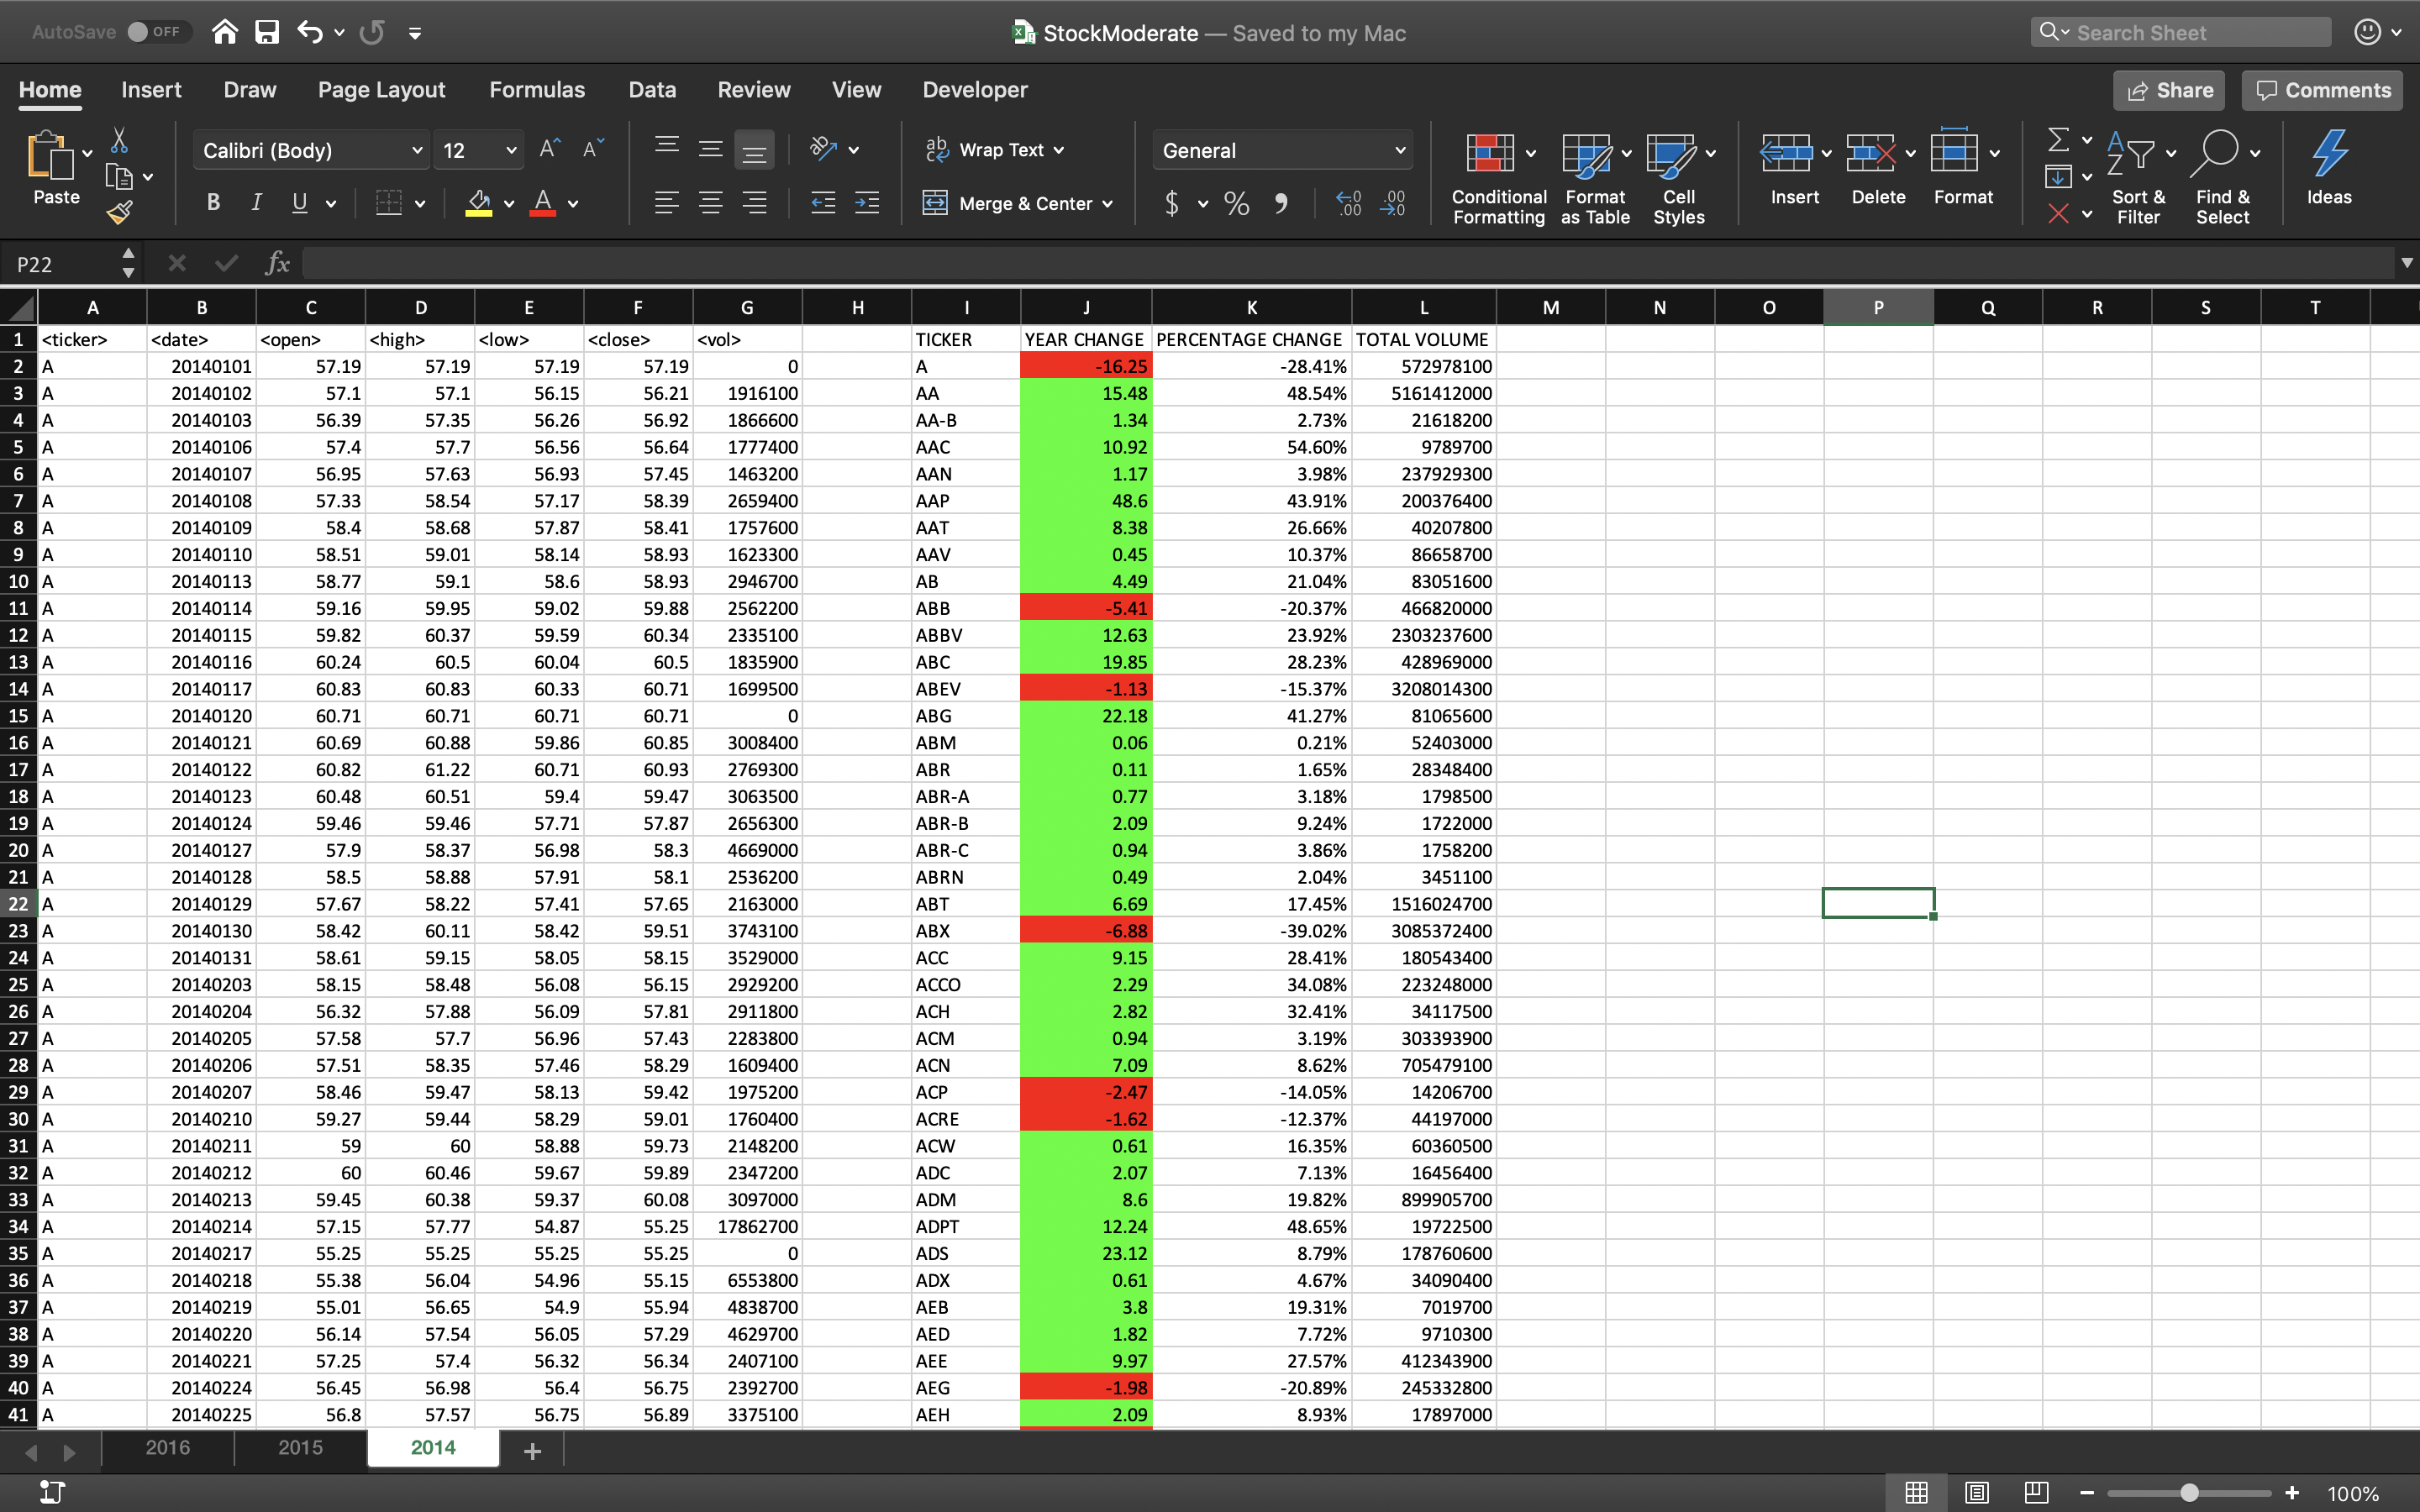 AutoSave OFF StockModerate — Saved to my Mac Search Sheet
Home Insert Draw Page Layout Formulas Data Review View Developer Share Comments
Paste Calibri (Body) 12 A A ab Wrap Text General Conditional Formatting Format as Table Cell Styles Insert Delete Format Sort & Filter Find & Select Ideas
B I U A Merge & Center $ % 9 .00 .00
P22 fx
A B C D E F G H I J K L M N O P Q R S T
1 <ticker> <date> <open> <high> <low> <close> <vol> TICKER YEAR CHANGE PERCENTAGE CHANGE TOTAL VOLUME
2 A 20140101 57.19 57.19 57.19 57.19 0 A -16.25 -28.41% 572978100
3 A 20140102 57.1 57.1 56.15 56.21 1916100 AA 15.48 48.54% 5161412000
4 A 20140103 56.39 57.35 56.26 56.92 1866600 AA-B 1.34 2.73% 21618200
5 A 20140106 57.4 57.7 56.56 56.64 1777400 AAC 10.92 54.60% 9789700
6 A 20140107 56.95 57.63 56.93 57.45 1463200 AAN 1.17 3.98% 237929300
7 A 20140108 57.33 58.54 57.17 58.39 2659400 AAP 48.6 43.91% 200376400
8 A 20140109 58.4 58.68 57.87 58.41 1757600 AAT 8.38 26.66% 40207800
9 A 20140110 58.51 59.01 58.14 58.93 1623300 AAV 0.45 10.37% 86658700
10 A 20140113 58.77 59.1 58.6 58.93 2946700 AB 4.49 21.04% 83051600
11 A 20140114 59.16 59.95 59.02 59.88 2562200 ABB -5.41 -20.37% 466820000
12 A 20140115 59.82 60.37 59.59 60.34 2335100 ABBV 12.63 23.92% 2303237600
13 A 20140116 60.24 60.5 60.04 60.5 1835900 ABC 19.85 28.23% 428969000
14 A 20140117 60.83 60.83 60.33 60.71 1699500 ABEV -1.13 -15.37% 3208014300
15 A 20140120 60.71 60.71 60.71 60.71 0 ABG 22.18 41.27% 81065600
16 A 20140121 60.69 60.88 59.86 60.85 3008400 ABM 0.06 0.21% 52403000
17 A 20140122 60.82 61.22 60.71 60.93 2769300 ABR 0.11 1.65% 28348400
18 A 20140123 60.48 60.51 59.4 59.47 3063500 ABR-A 0.77 3.18% 1798500
19 A 20140124 59.46 59.46 57.71 57.87 2656300 ABR-B 2.09 9.24% 1722000
20 A 20140127 57.9 58.37 56.98 58.3 4669000 ABR-C 0.94 3.86% 1758200
21 A 20140128 58.5 58.88 57.91 58.1 2536200 ABRN 0.49 2.04% 3451100
22 A 20140129 57.67 58.22 57.41 57.65 2163000 ABT 6.69 17.45% 1516024700
23 A 20140130 58.42 60.11 58.42 59.51 3743100 ABX -6.88 -39.02% 3085372400
24 A 20140131 58.61 59.15 58.05 58.15 3529000 ACC 9.15 28.41% 180543400
25 A 20140203 58.15 58.48 56.08 56.15 2929200 ACCO 2.29 34.08% 223248000
26 A 20140204 56.32 57.88 56.09 57.81 2911800 ACH 2.82 32.41% 34117500
27 A 20140205 57.58 57.7 56.96 57.43 2283800 ACM 0.94 3.19% 303393900
28 A 20140206 57.51 58.35 57.46 58.29 1609400 ACN 7.09 8.62% 705479100
29 A 20140207 58.46 59.47 58.13 59.42 1975200 ACP -2.47 -14.05% 14206700
30 A 20140210 59.27 59.44 58.29 59.01 1760400 ACRE -1.62 -12.37% 44197000
31 A 20140211 59 60 58.88 59.73 2148200 ACW 0.61 16.35% 60360500
32 A 20140212 60 60.46 59.67 59.89 2347200 ADC 2.07 7.13% 16456400
33 A 20140213 59.45 60.38 59.37 60.08 3097000 ADM 8.6 19.82% 899905700
34 A 20140214 57.15 57.77 54.87 55.25 17862700 ADPT 12.24 48.65% 19722500
35 A 20140217 55.25 55.25 55.25 55.25 0 ADS 23.12 8.79% 178760600
36 A 20140218 55.38 56.04 54.96 55.15 6553800 ADX 0.61 4.67% 34090400
37 A 20140219 55.01 56.65 54.9 55.94 4838700 AEB 3.8 19.31% 7019700
38 A 20140220 56.14 57.54 56.05 57.29 4629700 AED 1.82 7.72% 9710300
39 A 20140221 57.25 57.4 56.32 56.34 2407100 AEE 9.97 27.57% 412343900
40 A 20140224 56.45 56.98 56.4 56.75 2392700 AEG -1.98 -20.89% 245332800
41 A 20140225 56.8 57.57 56.75 56.89 3375100 AEH 2.09 8.93% 17897000
2016 2015 2014 +
100%